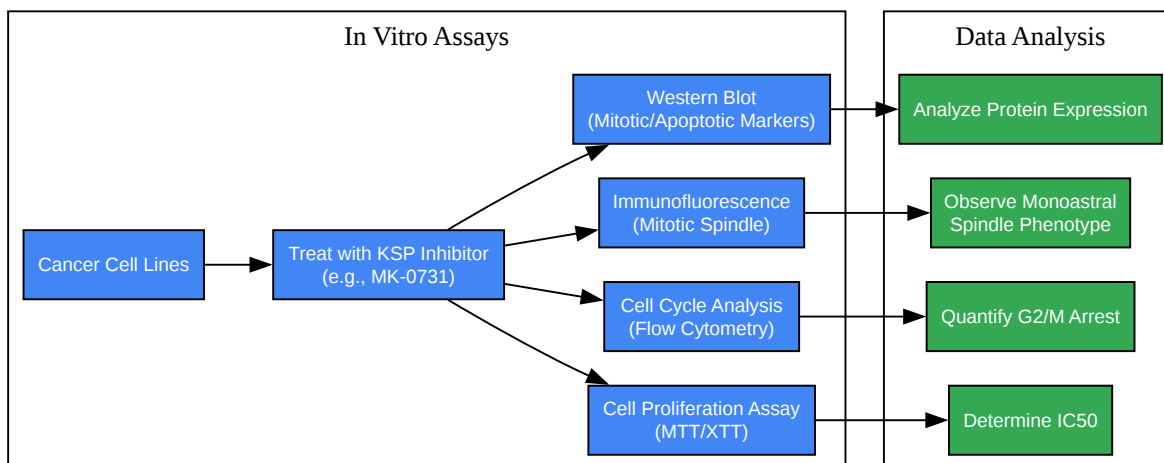 In Vitro Assays
Data Analysis
Cancer Cell Lines
Treat with KSP Inhibitor
(e.g., MK-0731)
Western Blot
(Mitotic/Apoptotic Markers)
Analyze Protein Expression
Immunofluorescence
(Mitotic Spindle)
Observe Monoastral
Spindle Phenotype
Cell Cycle Analysis
(Flow Cytometry)
Quantify G2/M Arrest
Cell Proliferation Assay
(MTT/XTT)
Determine IC50